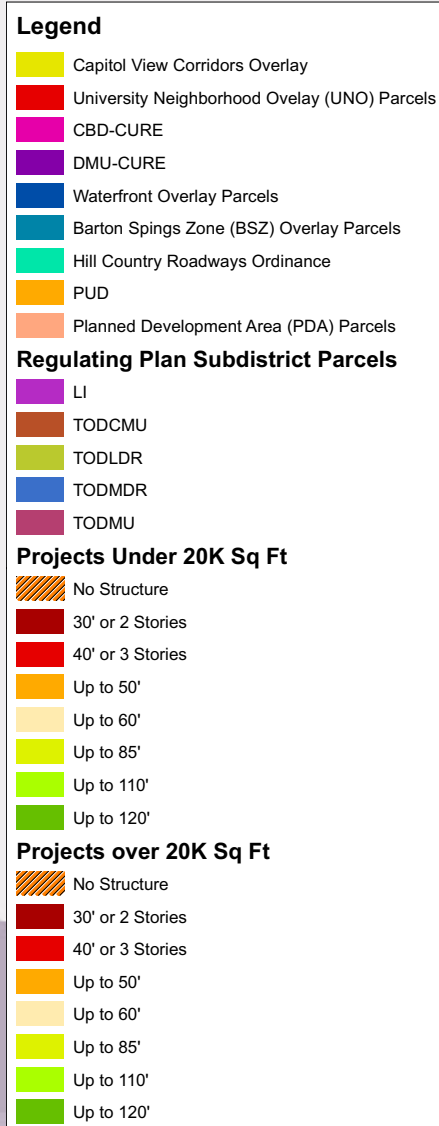 Legend
Capitol View Corridors Overlay
University Neighborhood Ovelay (UNO) Parcels
CBD-CURE
DMU-CURE
Waterfront Overlay Parcels
Barton Spings Zone (BSZ) Overlay Parcels
Hill Country Roadways Ordinance
PUD
Planned Development Area (PDA) Parcels
Regulating Plan Subdistrict Parcels
LI
TODCMU
TODLDR
TODMDR
TODMU
Projects Under 20K Sq Ft
No Structure
30' or 2 Stories
40' or 3 Stories
Up to 50'
Up to 60'
Up to 85'
Up to 110'
Up to 120'
Projects over 20K Sq Ft
No Structure
30' or 2 Stories
40' or 3 Stories
Up to 50'
Up to 60'
Up to 85'
Up to 110'
Up to 120'